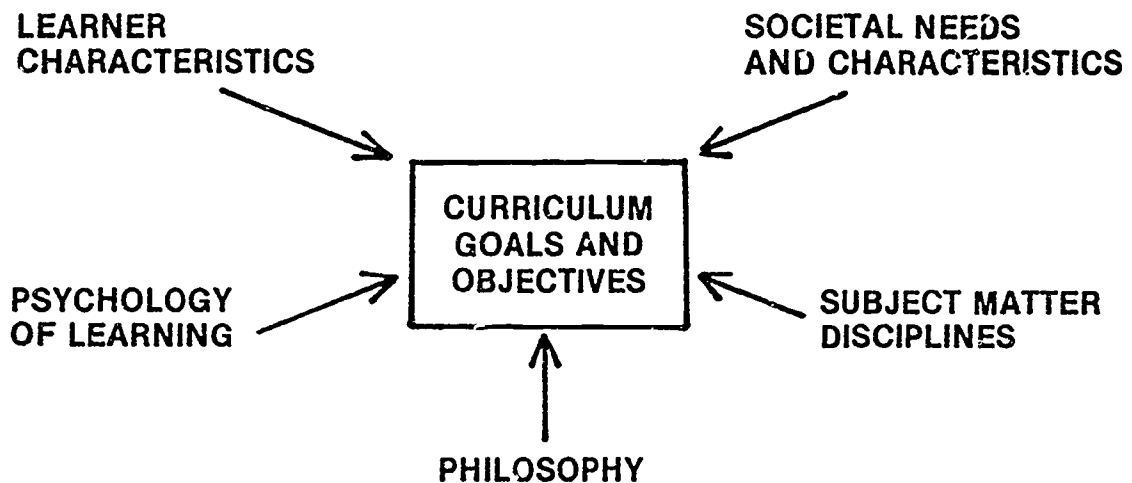 LEARNER
CHARACTERISTICS
SOCIETAL NEEDS
AND CHARACTERISTICS
CURRICULUM
GOALS AND
OBJECTIVES
PSYCHOLOGY
OF LEARNING
SUBJECT MATTER
DISCIPLINES
PHILOSOPHY